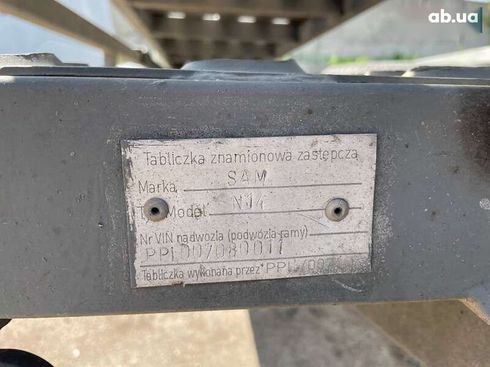 ab.ua
Tabliczka znamionowa zastępcza
Marka SAM
Model N14
Nr VIN nadwozia (podwozia ramy)
Tabliczka wykonana przez